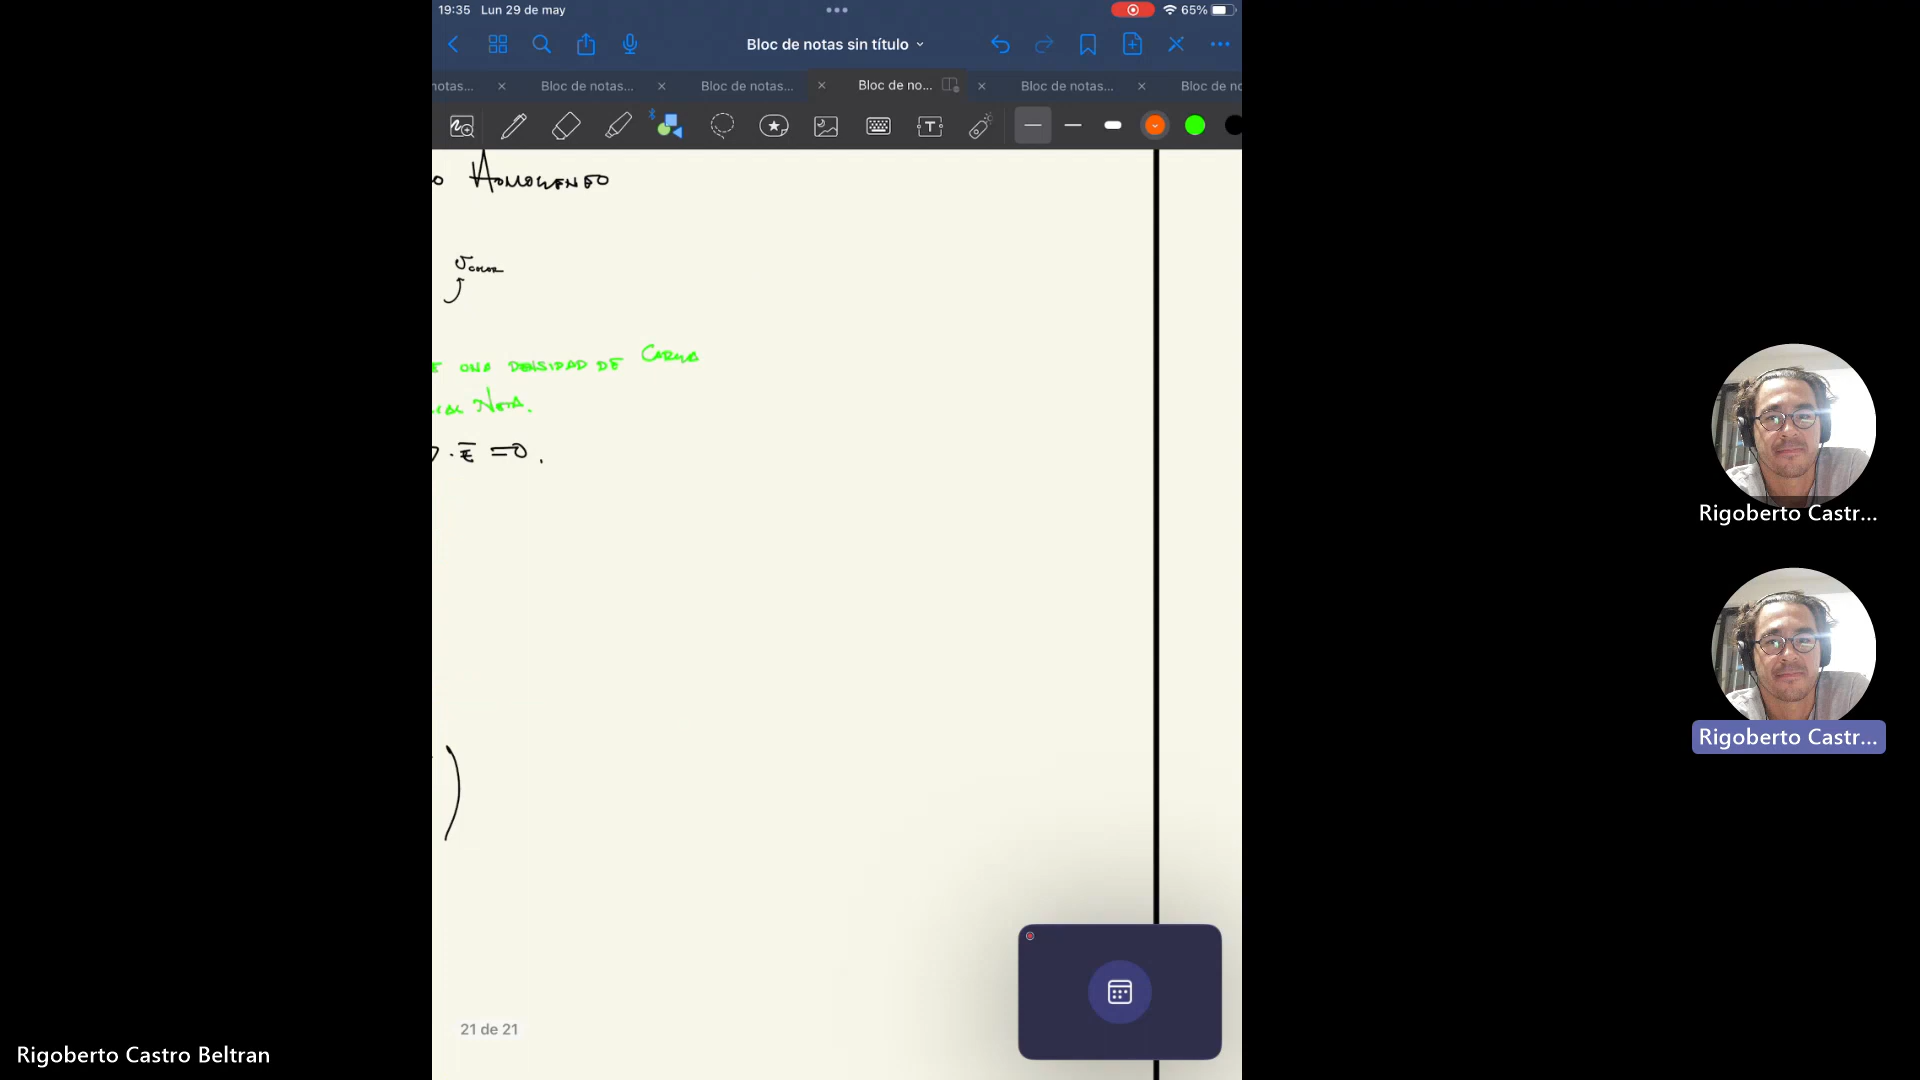 19:35 Lun 29 de may 65%
Bloc de notas sin título
notas... Bloc de notas... Bloc de notas... Bloc de no... Bloc de notas... Bloc de no
T
o HOMOGENEO
UNA DENSIDAD DE CARGA
NETA.
∇ · E̅ = 0.
)
21 de 21
Rigoberto Castr...
Rigoberto Castr...
Rigoberto Castro Beltran